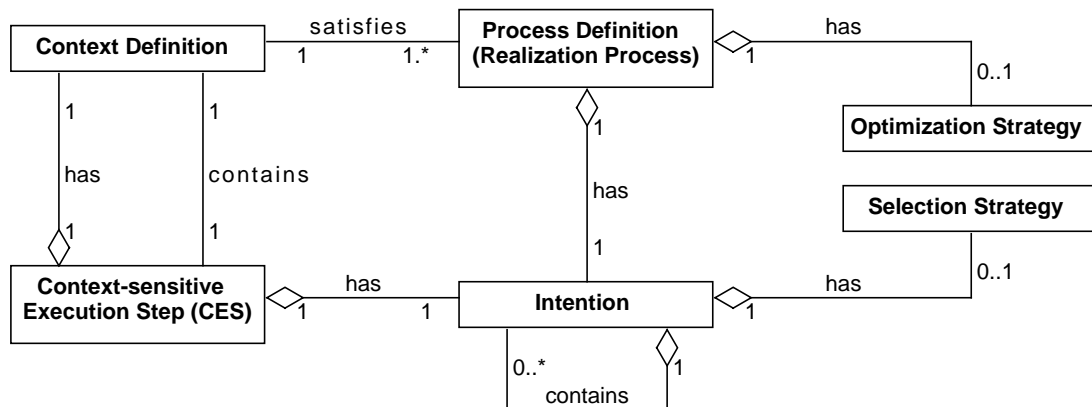 satisfies
Context Definition
1
1.*
Process Definition
(Realization Process)
1
has
0..1
Optimization Strategy
1
1
has
contains
1
1
1
has
1
Selection Strategy
0..1
Context-sensitive
Execution Step (CES)
1
has
1
Intention
1
has
0..*
1
contains